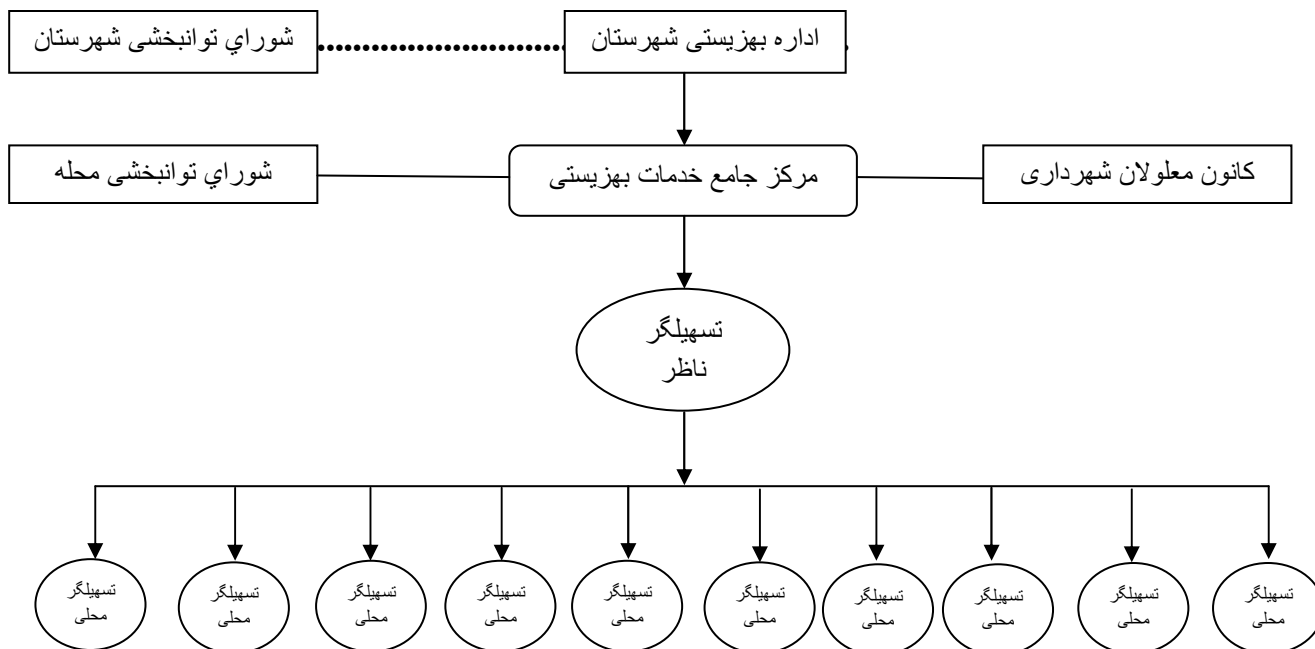 اداره بهزیستی شهرستان
شوراي توانبخشی شهرستان
کانون معلولان شهرداری
مرکز جامع خدمات بهزیستی
شوراي توانبخشی محله
تسهیلگر
ناظر
تسهیلگر
محلی
تسهیلگر
محلی
تسهیلگر
محلی
تسهیلگر
محلی
تسهیلگر
محلی
تسهیلگر
محلی
تسهیلگر
محلی
تسهیلگر
محلی
تسهیلگر
محلی
تسهیلگر
محلی